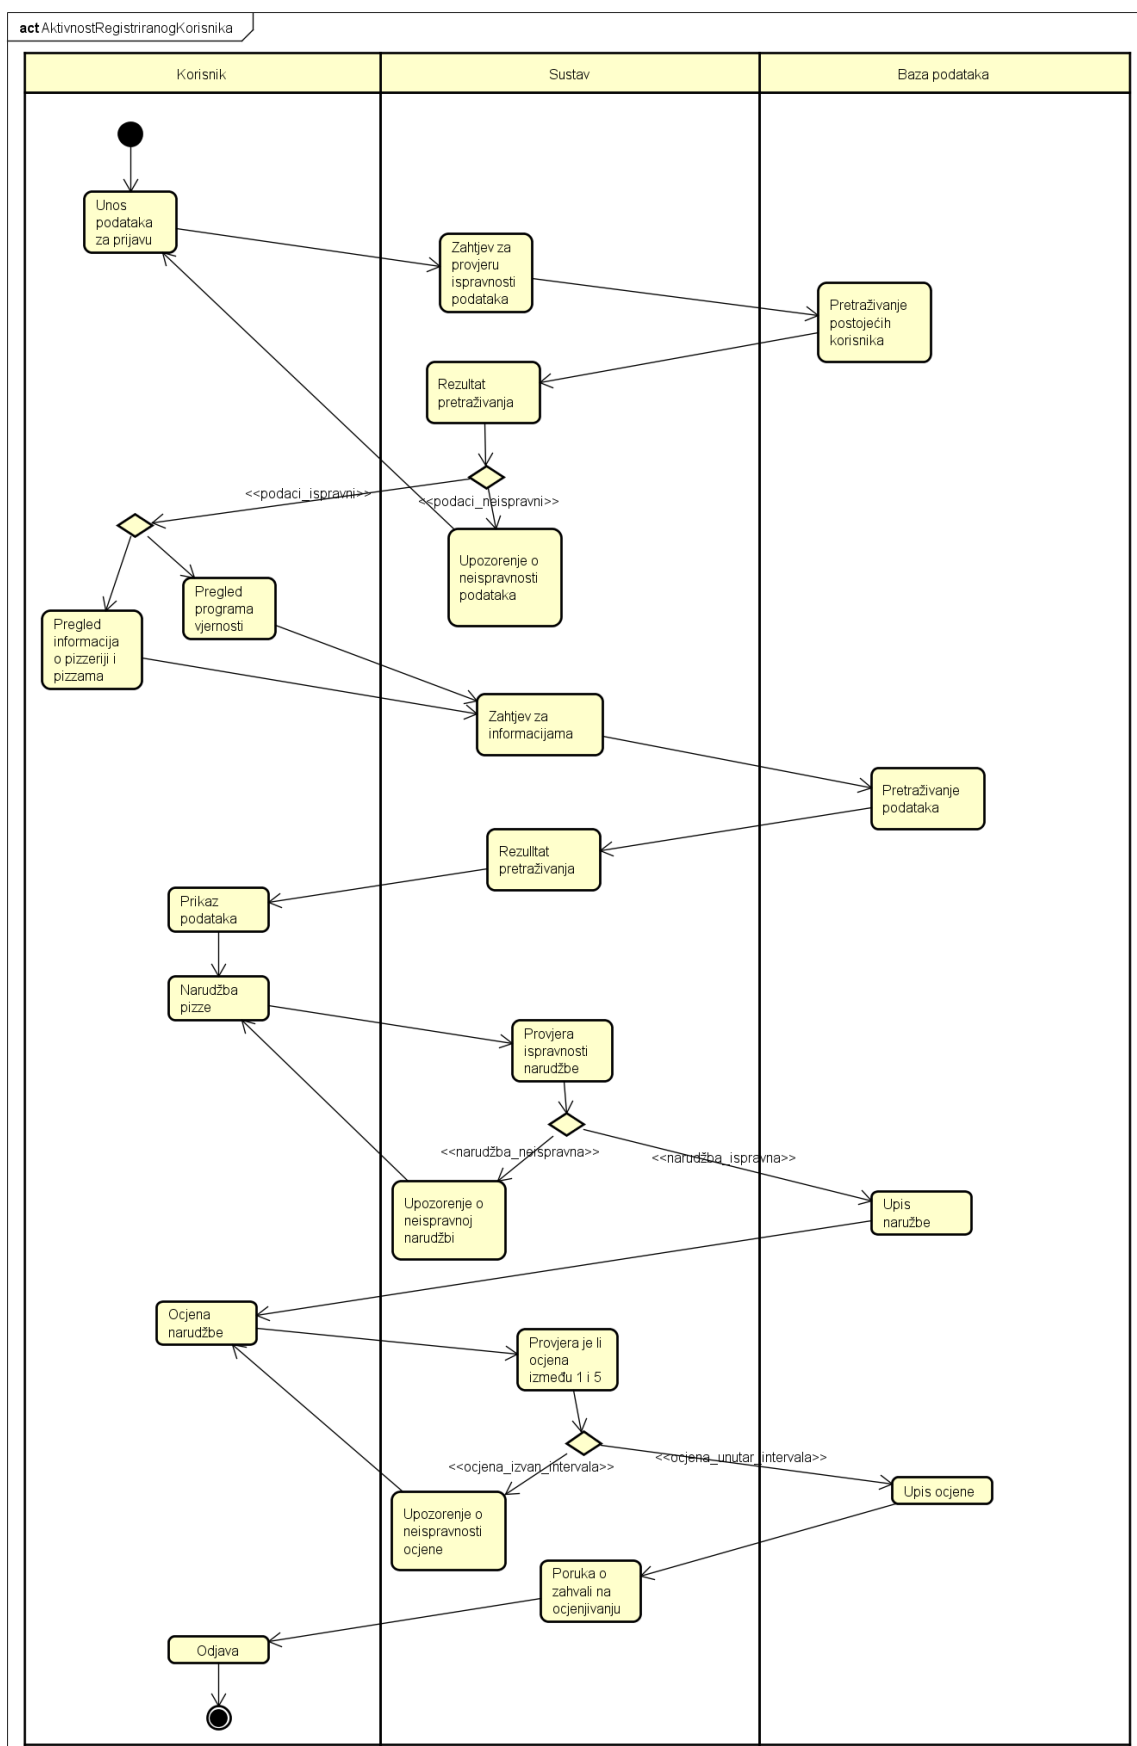 act AktivnostRegistriranogKorisnika
Korisnik
Sustav
Baza podataka
Unos
podataka
za prijavu
Zahtjev za
provjeru
ispravnosti
podataka
Pretraživanje
postojećih
korisnika
Rezultat
pretraživanja
<<podaci_ispravni>>
<<podaci_neispravni>>
Upozorenje o
neispravnosti
podataka
Pregled
programa
vjernosti
Pregled
informacija
o pizzeriji i
pizzama
Zahtjev za
informacijama
Pretraživanje
podataka
Rezulltat
pretraživanja
Prikaz
podataka
Narudžba
pizze
Provjera
ispravnosti
narudžbe
<<narudžba_neispravna>>
<<narudžba_ispravna>>
Upozorenje o
neispravnoj
narudžbi
Upis
naružbe
Ocjena
narudžbe
Provjera je li
ocjena
između 1 i 5
<<ocjena_izvan_intervala>>
<<ocjena_unutar_intervala>>
Upis ocjene
Upozorenje o
neispravnosti
ocjene
Poruka o
zahvali na
ocjenjivanju
Odjava